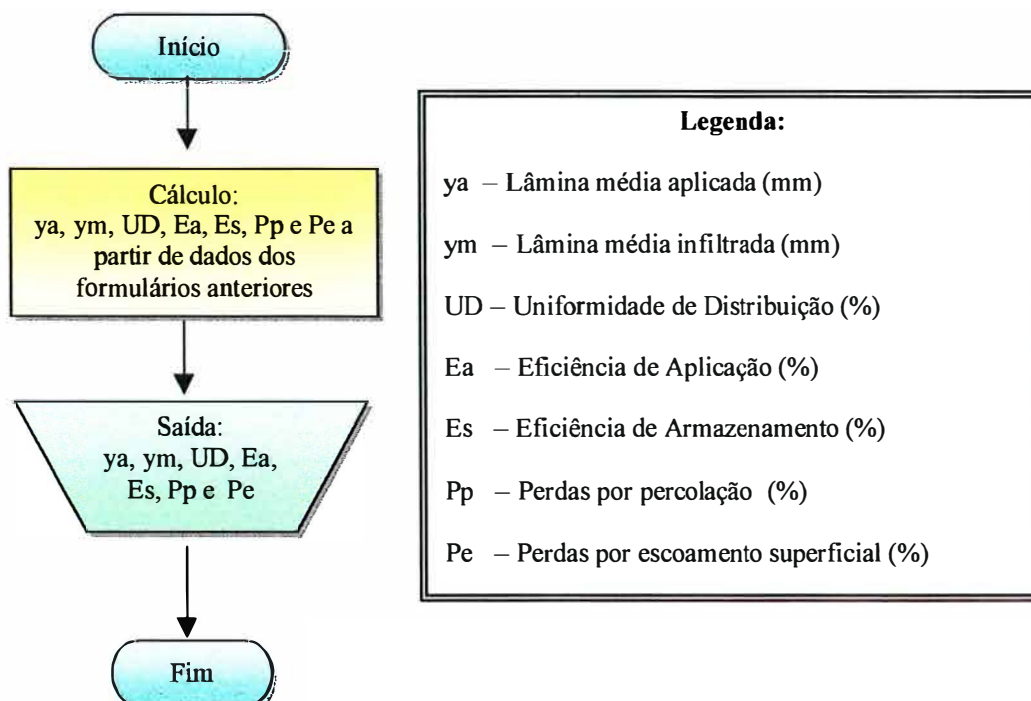 Início
Cálculo:
ya, ym, UD, Ea, Es, Pp e Pe a
partir de dados dos
formulários anteriores
Saída:
ya, ym, UD, Ea,
Es, Pp e Pe
Fim
Legenda:
ya – Lâmina média aplicada (mm)
ym – Lâmina média infiltrada (mm)
UD – Uniformidade de Distribuição (%)
Ea – Eficiência de Aplicação (%)
Es – Eficiência de Armazenamento (%)
Pp – Perdas por percolação (%)
Pe – Perdas por escoamento superficial (%)